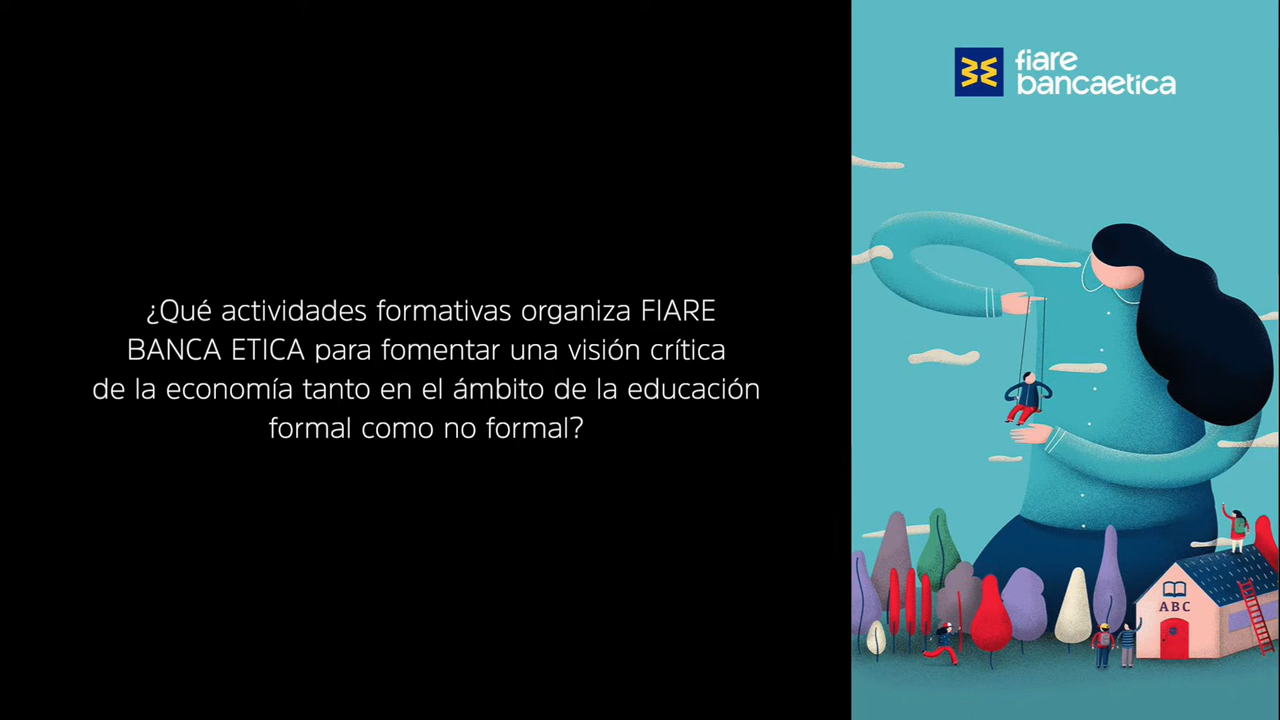 ¿Qué actividades formativas organiza FIARE
BANCA ETICA para fomentar una visión crítica
de la economía tanto en el ámbito de la educación
formal como no formal?
fiare
bancaetica
ABC